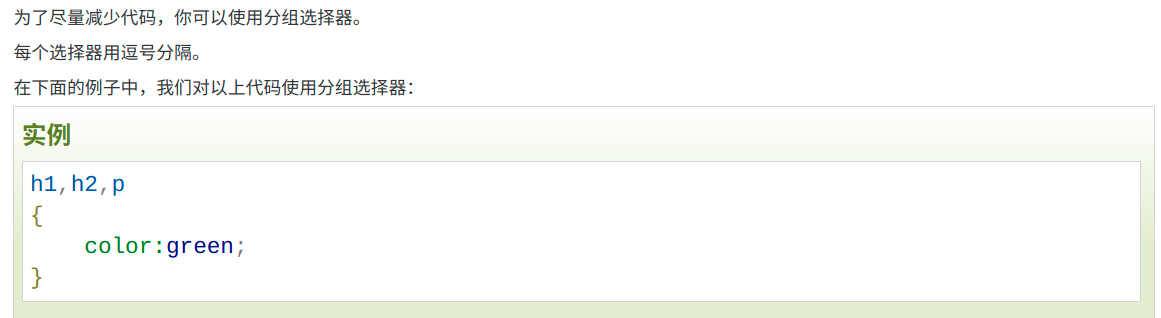 为了尽量减少代码，你可以使用分组选择器。
每个选择器用逗号分隔。
在下面的例子中，我们对以上代码使用分组选择器：
实例
h1,h2,p
{
    color:green;
}